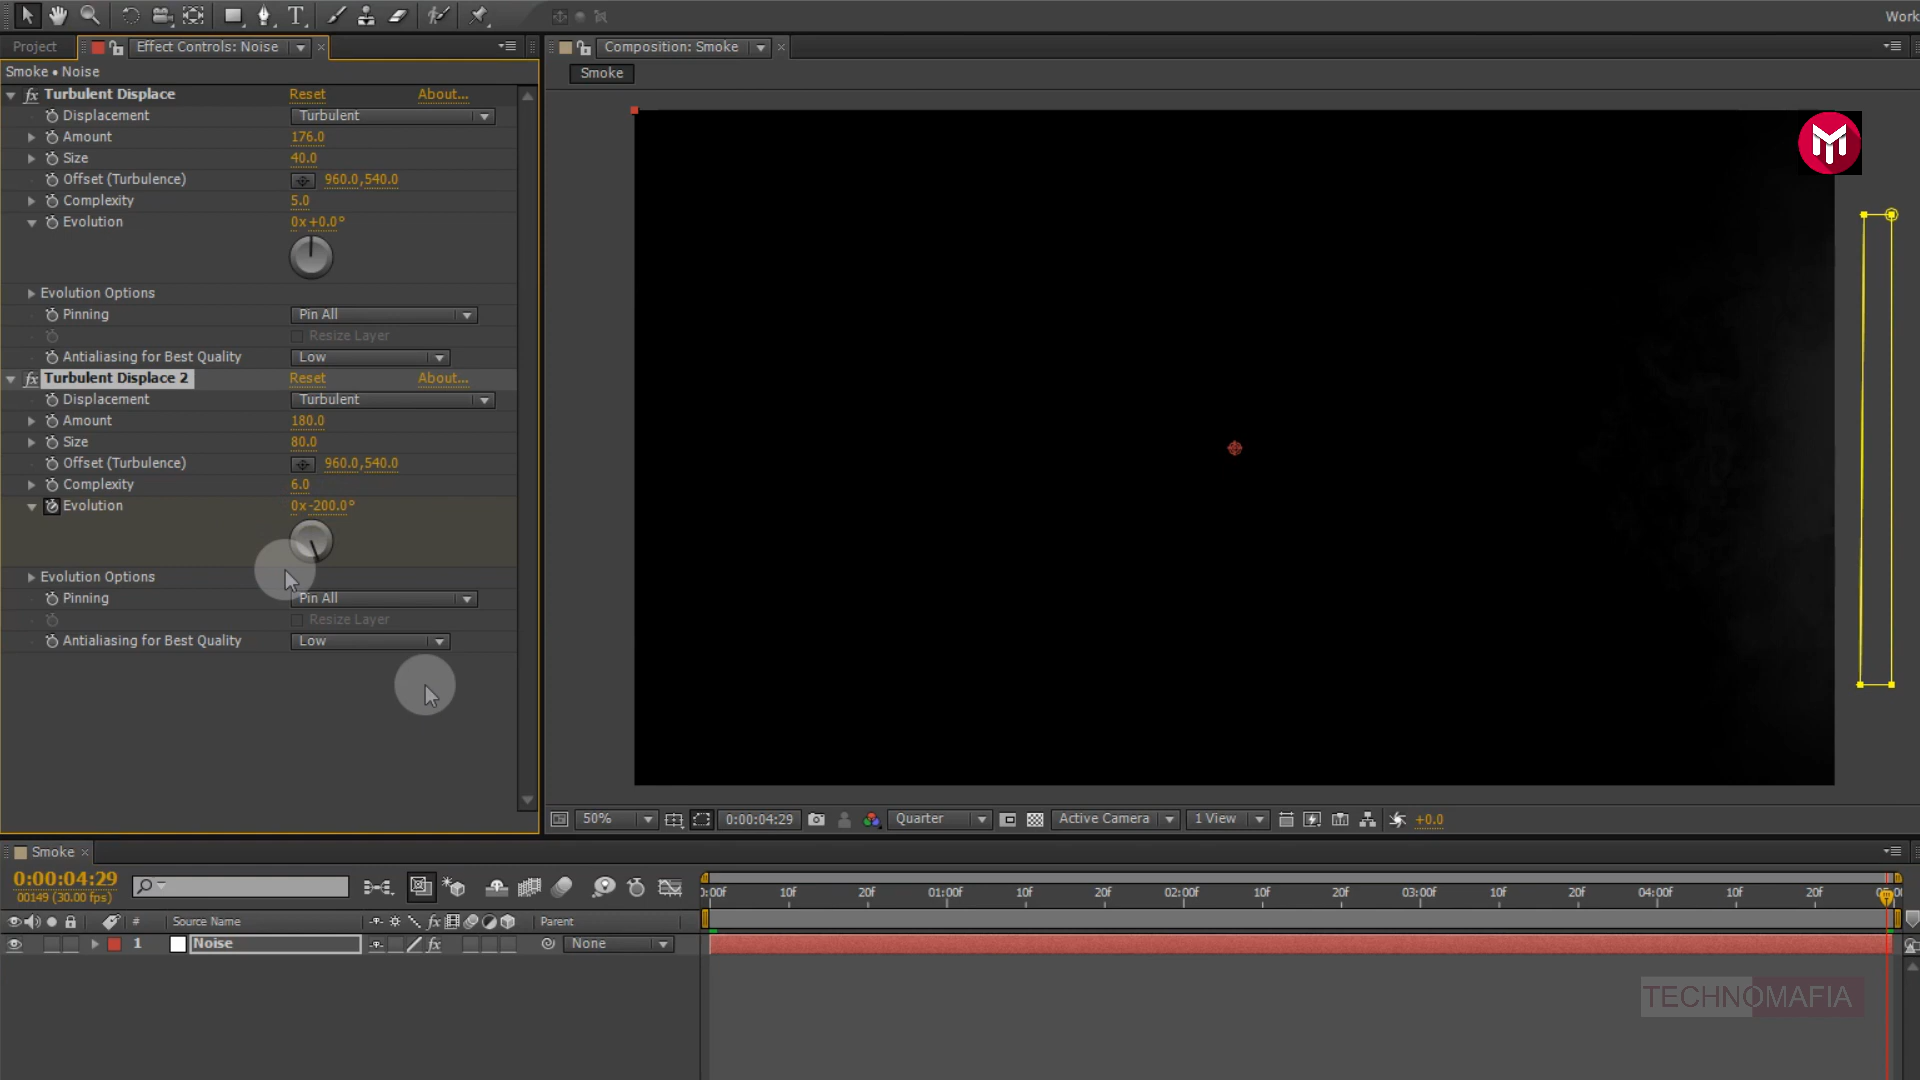 Work
Project
Effect Controls: Noise
Composition: Smoke
Smoke • Noise
Smoke
fx Turbulent Displace Reset About...
Displacement Turbulent
Amount 176.0
Size 40.0
Offset (Turbulence) 960.0,540.0
Complexity 5.0
Evolution 0x+0.0°
Evolution Options
Pinning Pin All
Resize Layer
Antialiasing for Best Quality Low
fx Turbulent Displace 2 Reset About...
Displacement Turbulent
Amount 180.0
Size 80.0
Offset (Turbulence) 960.0,540.0
Complexity 6.0
Evolution 0x-200.0°
Evolution Options
Pinning Pin All
Resize Layer
Antialiasing for Best Quality Low
50% 0:00:04:29 Quarter Active Camera 1 View +0.0
Smoke
0:00:04:29
00149 (30.00 fps)
0:00f 10f 20f 01:00f 10f 20f 02:00f 10f 20f 03:00f 10f 20f 04:00f 10f 20f 05:00
# Source Name fx Parent
1 Noise fx None
TECHNOMAFIA